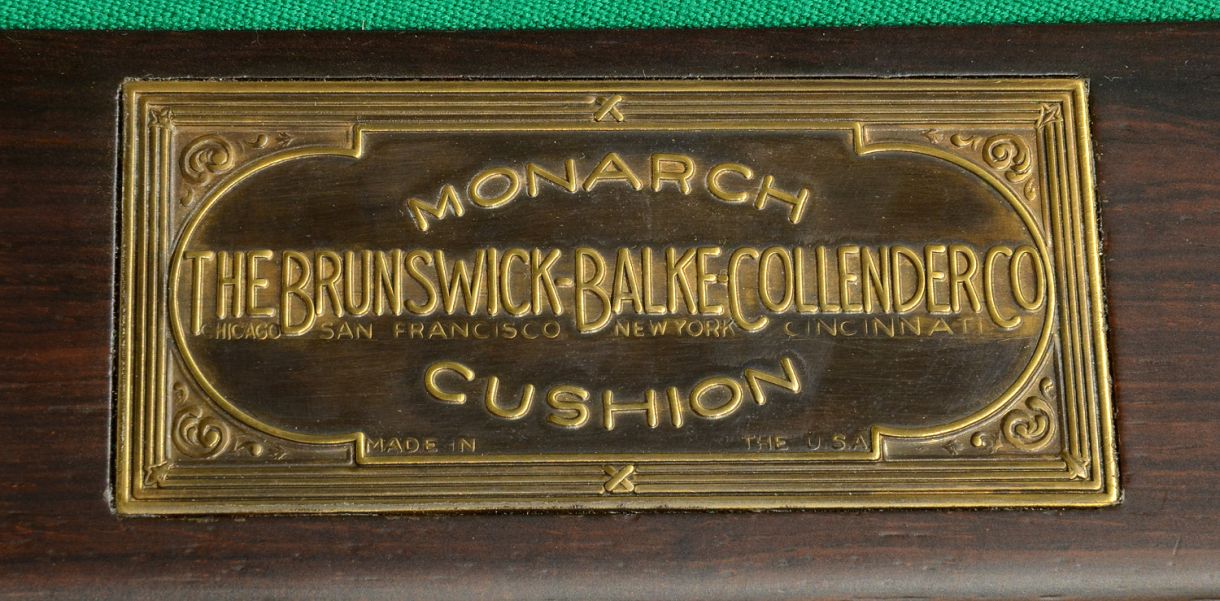 MONARCH
THE BRUNSWICK-BALKE-COLLENDER CO
CHICAGO SAN FRANCISCO NEW YORK CINCINNATI
CUSHION
MADE IN THE U.S.A